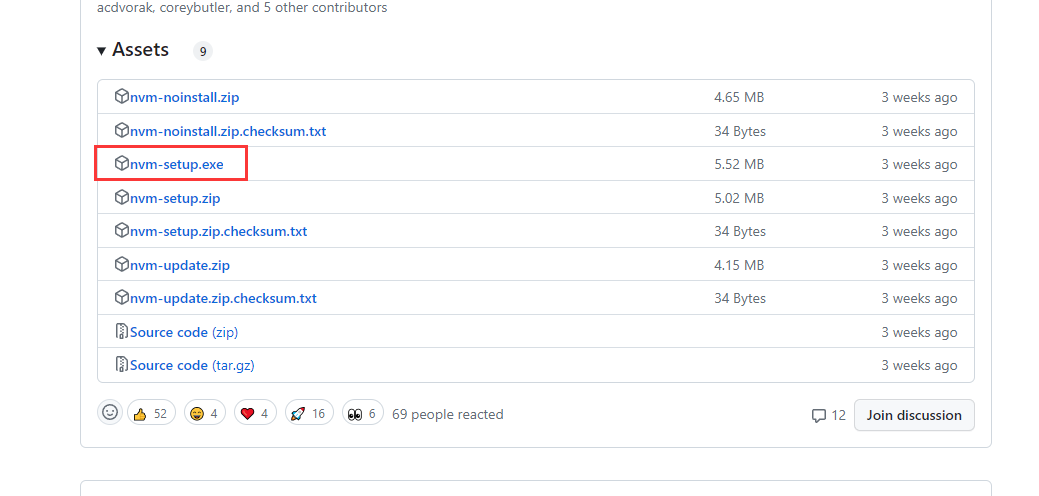 acdvorak, coreybutler, and 5 other contributors
Assets 9
nvm-noinstall.zip 4.65 MB 3 weeks ago
nvm-noinstall.zip.checksum.txt 34 Bytes 3 weeks ago
nvm-setup.exe 5.52 MB 3 weeks ago
nvm-setup.zip 5.02 MB 3 weeks ago
nvm-setup.zip.checksum.txt 34 Bytes 3 weeks ago
nvm-update.zip 4.15 MB 3 weeks ago
nvm-update.zip.checksum.txt 34 Bytes 3 weeks ago
Source code (zip) 3 weeks ago
Source code (tar.gz) 3 weeks ago
52 4 4 16 6 69 people reacted 12 Join discussion